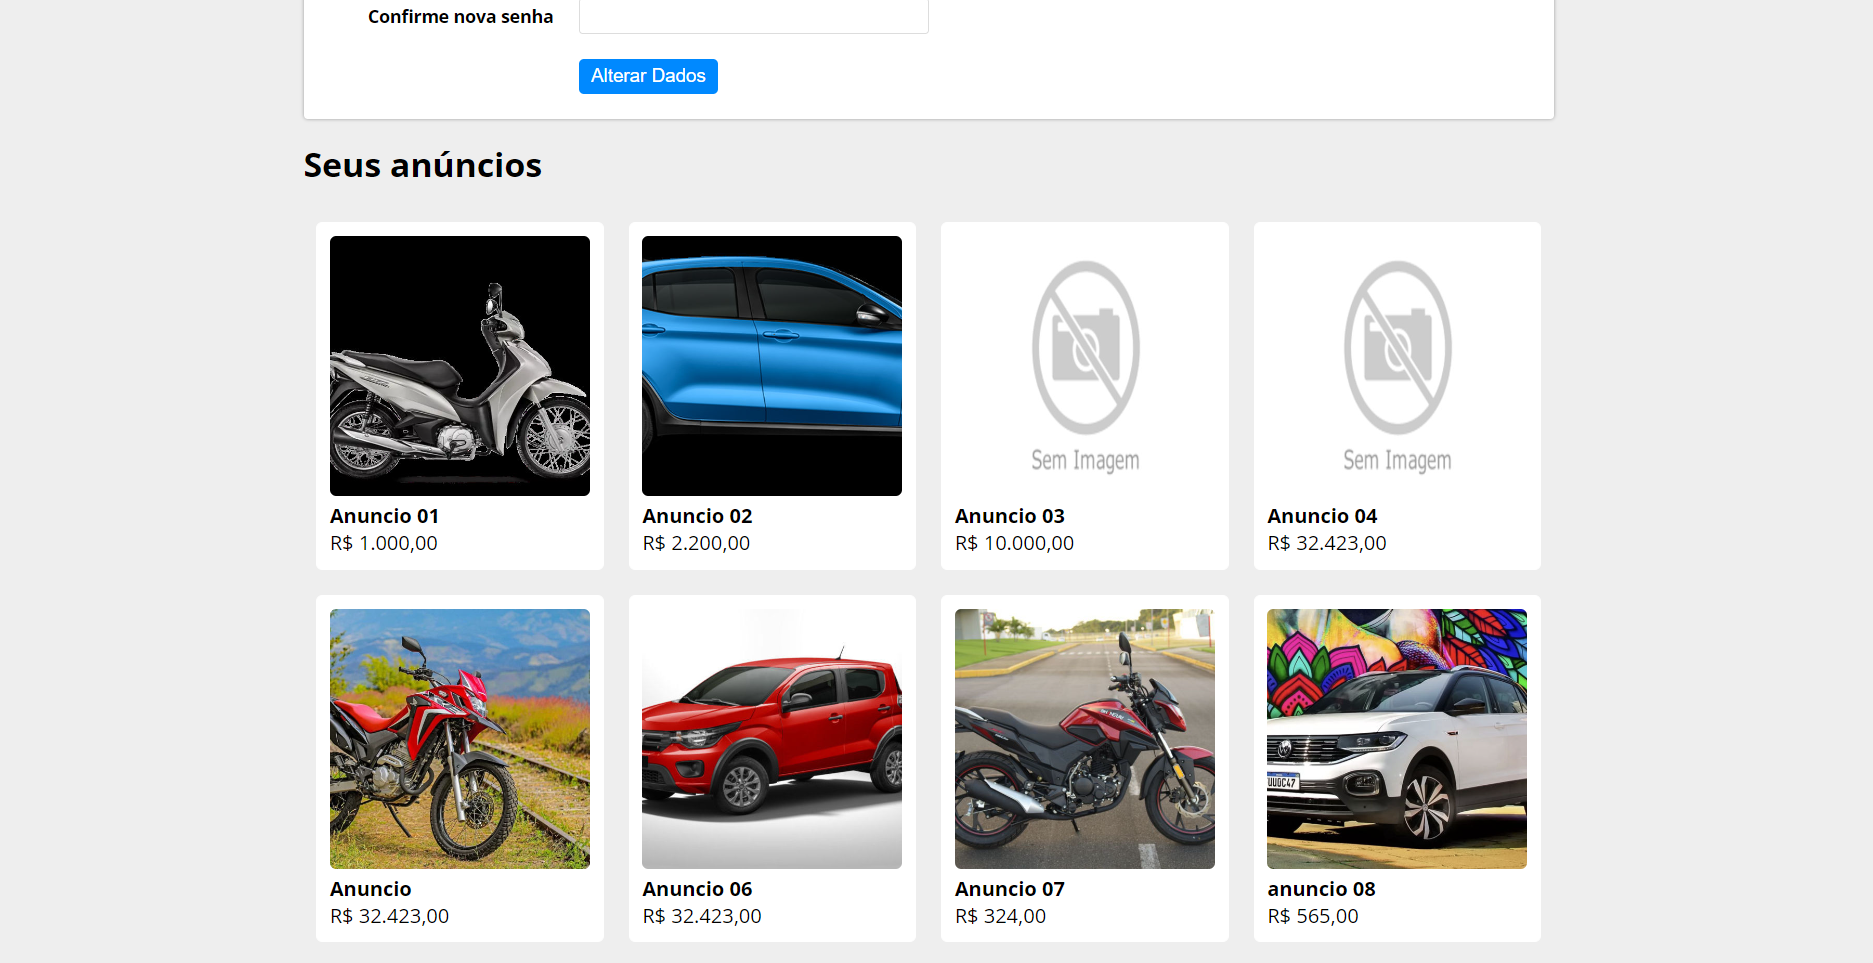 Confirme nova senha
Alterar Dados
Seus anúncios
Sem Imagem
Sem Imagem
Anuncio 01
Anuncio 02
Anuncio 03
Anuncio 04
R$ 1.000,00
R$ 2.200,00
R$ 10.000,00
R$ 32.423,00
Anuncio
Anuncio 06
Anuncio 07
anuncio 08
R$ 32.423,00
R$ 32.423,00
R$ 324,00
R$ 565,00